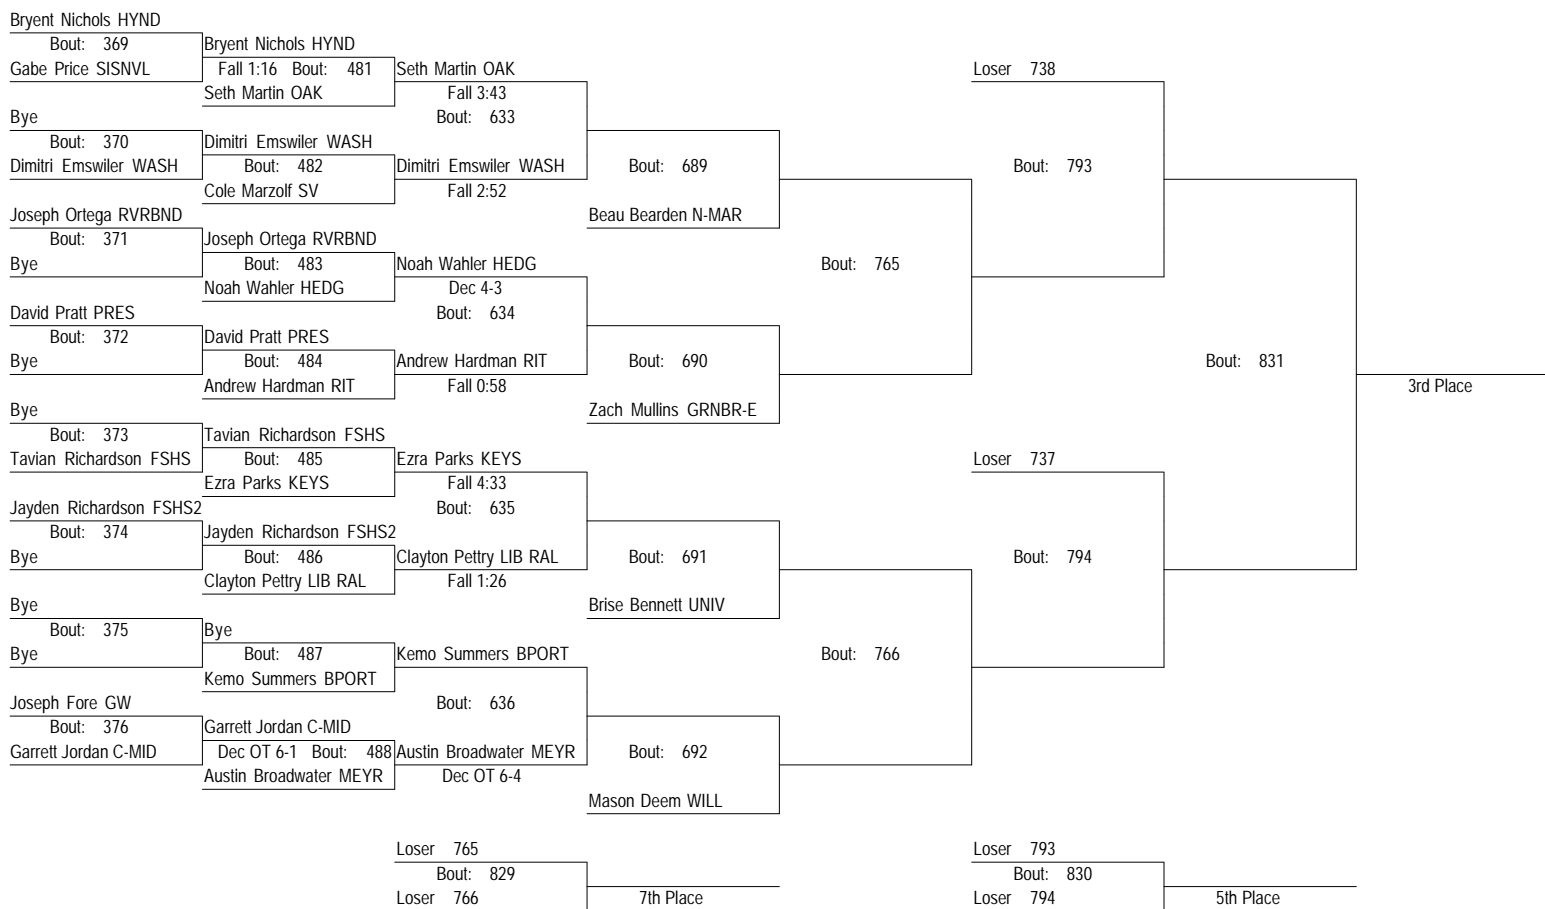 Bryent Nichols HYND
Bout: 369
Bryent Nichols HYND
Gabe Price SISNVL
Fall 1:16 Bout: 481
Seth Martin OAK
Loser 738
Seth Martin OAK
Fall 3:43
Bye
Bout: 633
Bout: 370
Dimitri Emswiler WASH
Dimitri Emswiler WASH
Bout: 482
Dimitri Emswiler WASH
Bout: 689
Bout: 793
Cole Marzolf SV
Fall 2:52
Joseph Ortega RVRBND
Beau Bearden N-MAR
Bout: 371
Joseph Ortega RVRBND
Bye
Bout: 483
Noah Wahler HEDG
Bout: 765
Noah Wahler HEDG
Dec 4-3
David Pratt PRES
Bout: 634
Bout: 372
David Pratt PRES
Bye
Bout: 484
Andrew Hardman RIT
Bout: 690
Bout: 831
Andrew Hardman RIT
Fall 0:58
3rd Place
Bye
Zach Mullins GRNBR-E
Bout: 373
Tavian Richardson FSHS
Tavian Richardson FSHS
Bout: 485
Ezra Parks KEYS
Loser 737
Ezra Parks KEYS
Fall 4:33
Jayden Richardson FSHS2
Bout: 635
Bout: 374
Jayden Richardson FSHS2
Bye
Bout: 486
Clayton Pettry LIB RAL
Bout: 691
Bout: 794
Clayton Pettry LIB RAL
Fall 1:26
Bye
Brise Bennett UNIV
Bout: 375
Bye
Bye
Bout: 487
Kemo Summers BPORT
Bout: 766
Kemo Summers BPORT
Joseph Fore GW
Bout: 636
Bout: 376
Garrett Jordan C-MID
Garrett Jordan C-MID
Dec OT 6-1 Bout: 488
Austin Broadwater MEYR
Bout: 692
Austin Broadwater MEYR
Dec OT 6-4
Mason Deem WILL
Loser 765
Loser 793
Bout: 829
Bout: 830
Loser 766
7th Place
Loser 794
5th Place